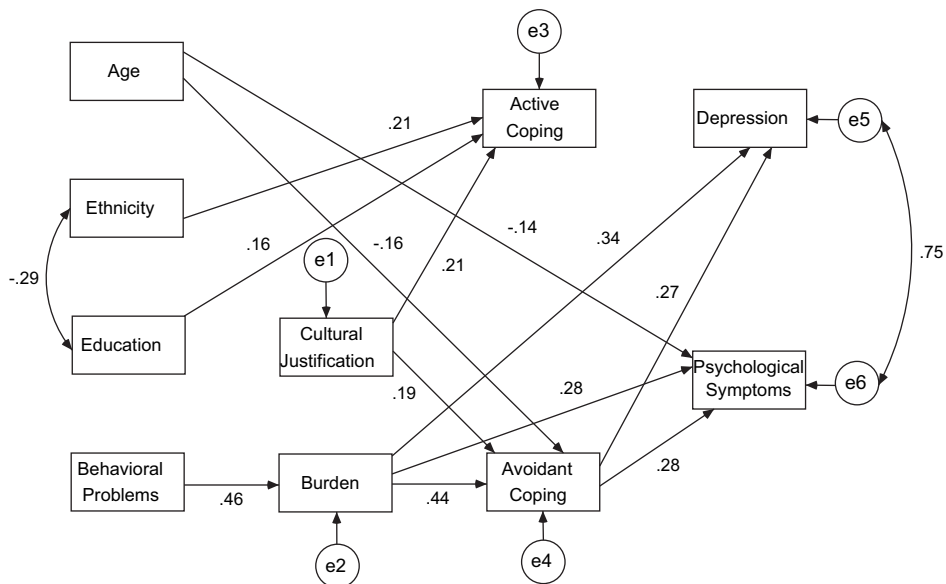 e3
Age
Active
Coping
Depression
e5
.21
Ethnicity
.16
-.16
-.14
.34
.75
e1
.21
-.29
.27
Education
Cultural
Justification
Psychological
Symptoms
e6
.19
.28
Behavioral
Problems
Burden
Avoidant
Coping
.28
.46
.44
e2
e4